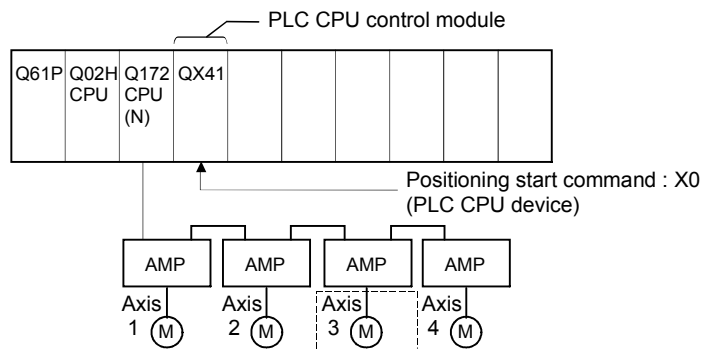 PLC CPU control module
Q61P Q02H CPU Q172 CPU (N) QX41
Positioning start command : X0
(PLC CPU device)
AMP AMP AMP AMP
Axis 1 M Axis 2 M Axis 3 M Axis 4 M